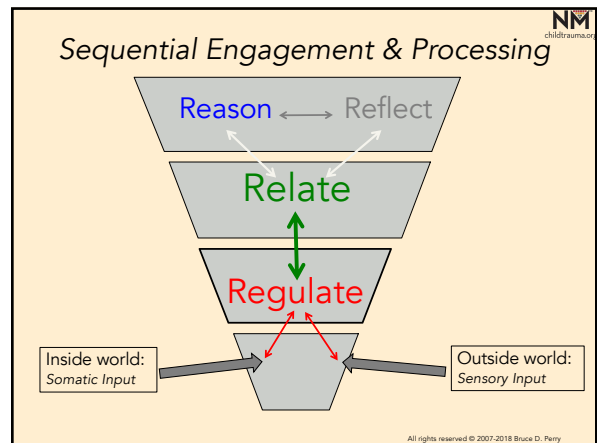 NM
childtrauma.org
Sequential Engagement & Processing
Reason
Reflect
Relate
Regulate
Inside world:
Somatic Input
Outside world:
Sensory Input
All rights reserved © 2007-2018 Bruce D. Perry